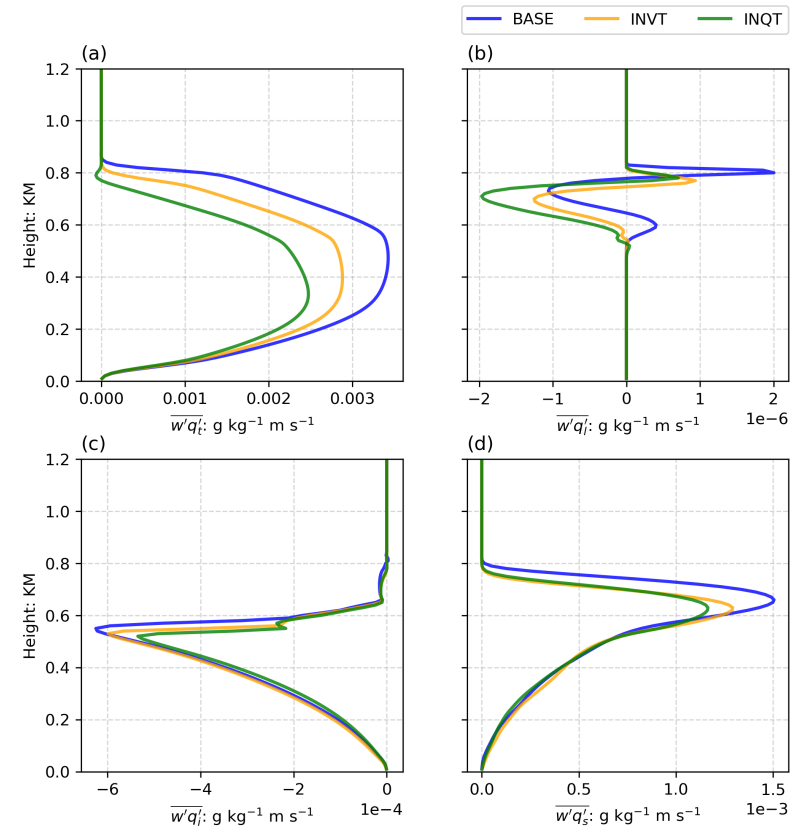 BASE INVT INQT
(a) (b)
1.2
1.0
0.8
0.6
0.4
0.2
0.0
Height: KM
0.000 0.001 0.002 0.003
w′q′t: g kg⁻¹ m s⁻¹
−2 −1 0 1 2
1e−6
w′q′l: g kg⁻¹ m s⁻¹
(c) (d)
1.2
1.0
0.8
0.6
0.4
0.2
0.0
Height: KM
−6 −4 −2 0
1e−4
w′q′i: g kg⁻¹ m s⁻¹
0.0 0.5 1.0 1.5
1e−3
w′q′s: g kg⁻¹ m s⁻¹